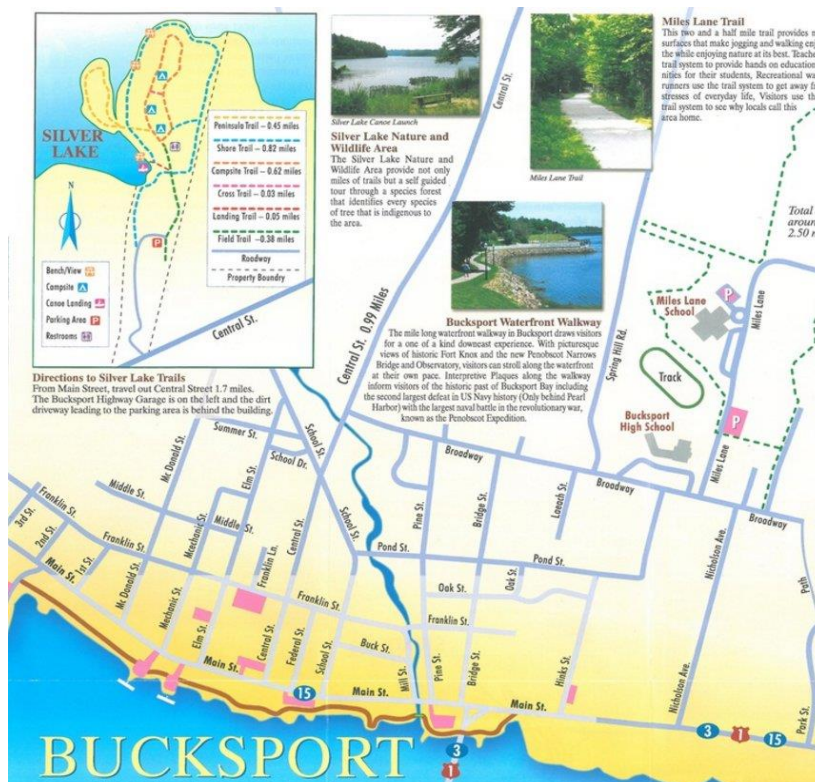 SILVER
LAKE
N
Peninsula Trail – 0.45 miles
Shore Trail – 0.82 miles
Campsite Trail – 0.62 miles
Cross Trail – 0.03 miles
Landing Trail – 0.05 miles
Field Trail –0.38 miles
Roadway
Property Boundry
Bench/View
Campsite
Canoe Landing
Parking Area P
Restrooms
P
Central St.
Directions to Silver Lake Trails
From Main Street, travel out Central Street 1.7 miles.
The Bucksport Highway Garage is on the left and the dirt
driveway leading to the parking area is behind the building.
Silver Lake Canoe Launch
Silver Lake Nature and
Wildlife Area
The Silver Lake Nature and
Wildlife Area provide not only
miles of trails but a self guided
tour through a species forest
that identifies every species
of tree that is indigenous to
the area.
Central St.
Miles Lane Trail
Miles Lane Trail
This two and a half mile trail provides
surfaces that make jogging and walking
the while enjoying nature at its best.
trail system to provide hands on
nities for their students, Recreational
runners use the trail system to get away
stresses of everyday life, Visitors use
trail system to see why locals call this
area home.
Bucksport Waterfront Walkway
The mile long waterfront walkway in Bucksport draws visitors
for a one of a kind downeast experience. With picturesque
views of historic Fort Knox and the new Penobscot Narrows
Bridge and Observatory, visitors can stroll along the waterfront
at their own pace. Interpretive Plaques along the walkway
inform visitors of the historic past of Bucksport Bay including
the second largest defeat in US Navy history (Only behind Pearl
Harbor) with the largest naval battle in the revolutionary war,
known as the Penobscot Expedition.
Central St. 0.99 Miles
Total
2.50
P
Miles Lane
School
Miles Lane
Spring Hill Rd.
Track
Bucksport
High School
P
Miles Lane
Summer St.
School Dr.
School St.
Mc Donald St.
Elm St.
Broadway
Broadway
Broadway
Middle St.
Middle St.
Franklin St.
3rd St.
2nd St.
1st St.
Main St.
Franklin St.
Mc Donald St.
Mcechanic St.
Mechanic St.
Franklin Ln.
Central St.
School St.
Pond St.
Pond St.
Pine St.
Bridge St.
Laeach St.
Nicholson Ave.
Path
Oak St.
Oak St.
Franklin St.
Franklin St.
Elm St.
Central St.
Federal St.
School St.
Buck St.
Mill St.
Pine St.
Bridge St.
Hinks St.
Nicholson Ave.
Park St.
Main St.
15
Main St.
Main St.
3
1
15
3
1
BUCKSPORT